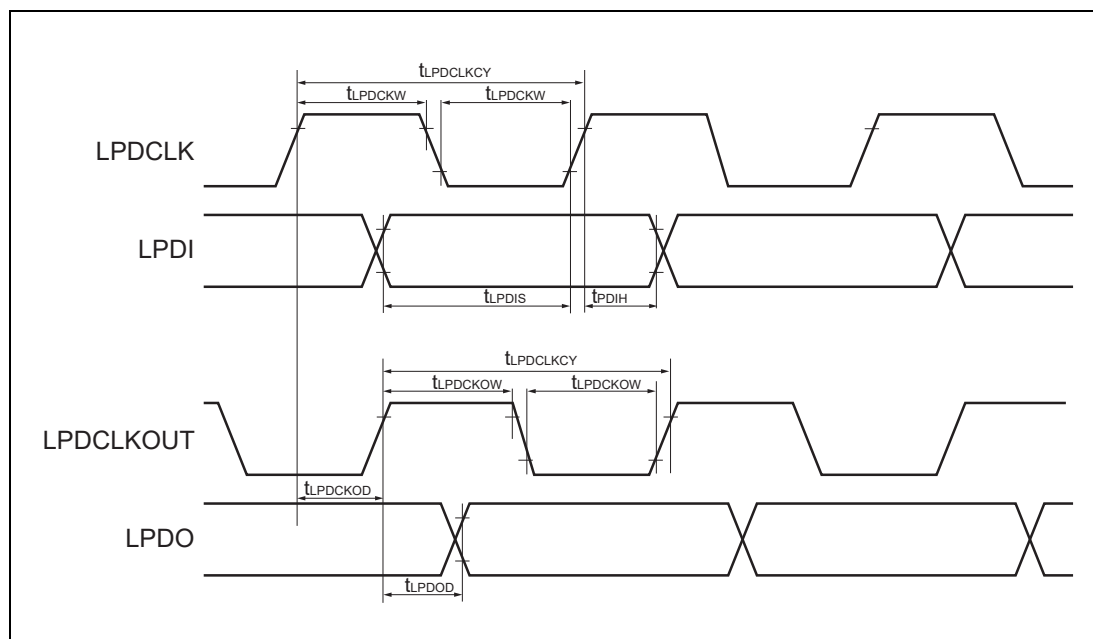 tLPDCLKCY
tLPDCKW tLPDCKW
LPDCLK
LPDI
tLPDIS tPDIH
tLPDCLKCY
tLPDCKOW tLPDCKOW
LPDCLKOUT
tLPDCKOD
LPDO
tLPDOD